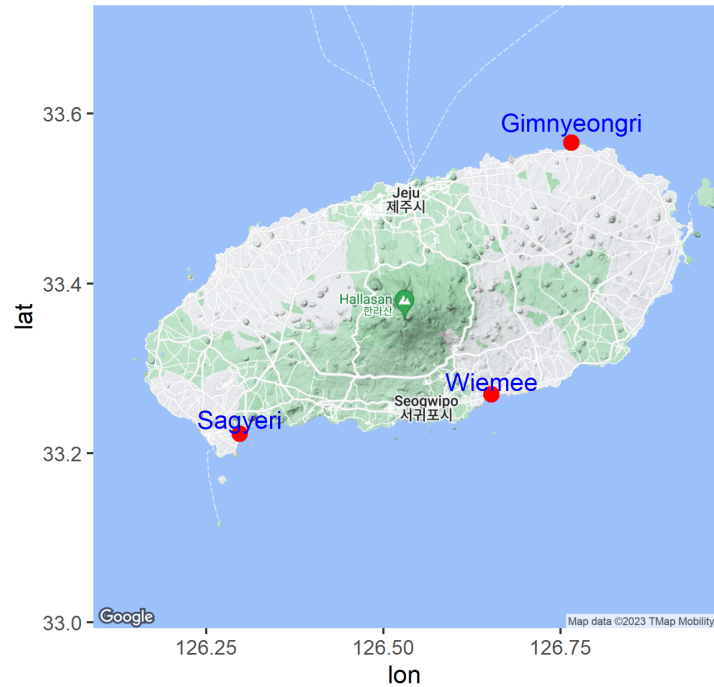 33.6
33.4
33.2
33.0
lat
Gimnyeongri
Jeju
제주시
Hallasan
한라산
Wiemee
Seogwipo
서귀포시
Sagyeri
Google
Map data ©2023 TMap Mobility
126.25
126.50
126.75
lon